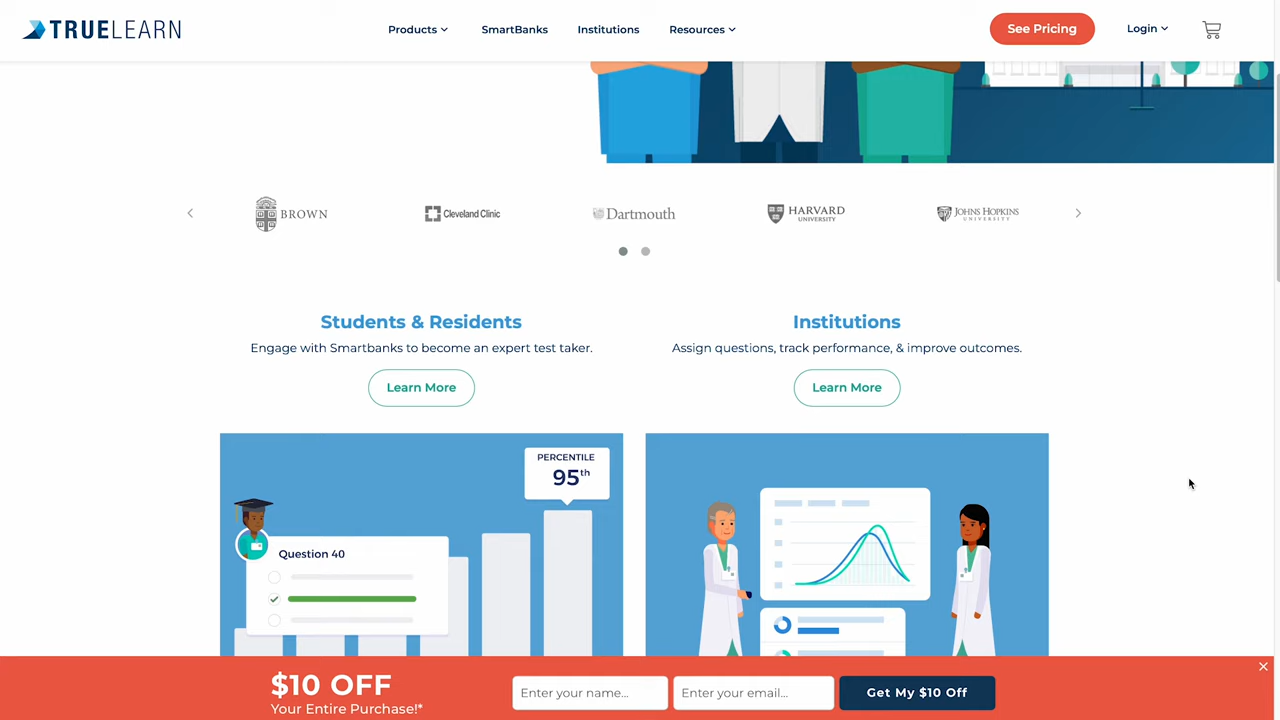 TRUELEARN
Products
SmartBanks
Institutions
Resources
See Pricing
Login
BROWN
Cleveland Clinic
Dartmouth
HARVARD
UNIVERSITY
JOHNS HOPKINS
UNIVERSITY
Students & Residents
Engage with Smartbanks to become an expert test taker.
Learn More
Institutions
Assign questions, track performance, & improve outcomes.
Learn More
PERCENTILE
95th
Question 40
$10 OFF
Your Entire Purchase!*
Enter your name...
Enter your email...
Get My $10 Off